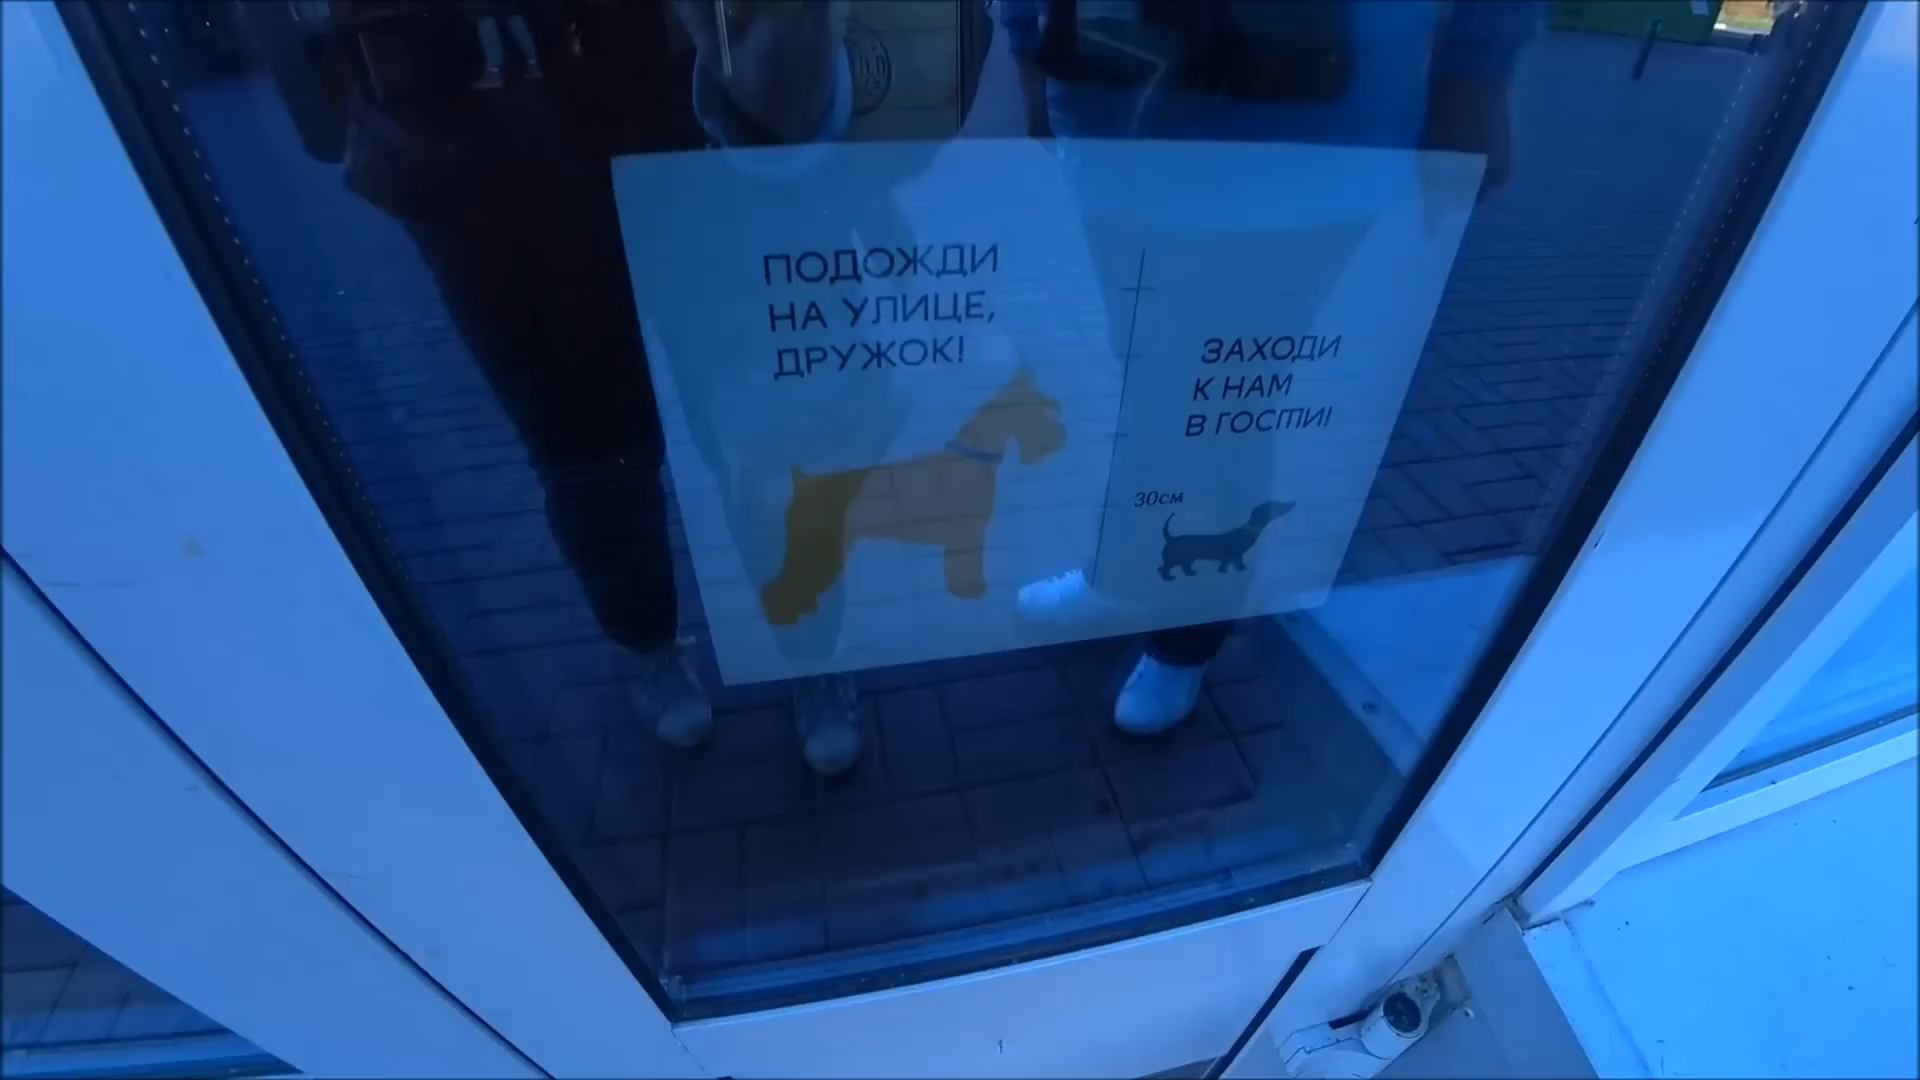 ПОДОЖДИ
НА УЛИЦЕ,
ДРУЖОК!
ЗАХОДИ
К НАМ
В ГОСТИ!
30см